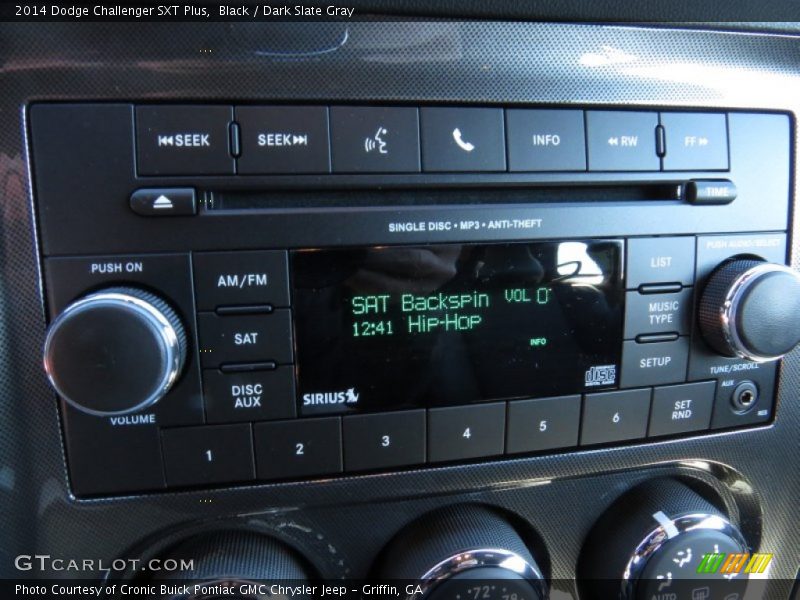 2014 Dodge Challenger SXT Plus, Black / Dark Slate Gray
SEEK SEEK INFO RW FF
TIME
SINGLE DISC • MP3 • ANTI-THEFT
PUSH ON
AM/FM
SAT
DISC AUX
VOLUME
SAT Backspin VOL 0
12:41 Hip-Hop
INFO
SIRIUS
disc
LIST
MUSIC TYPE
SETUP
PUSH AUDIO/SELECT
TUNE/SCROLL
AUX
1 2 3 4 5 6 SET RND
72
AUTO
GTCARLOT.COM
Photo Courtesy of Cronic Buick Pontiac GMC Chrysler Jeep - Griffin, GA